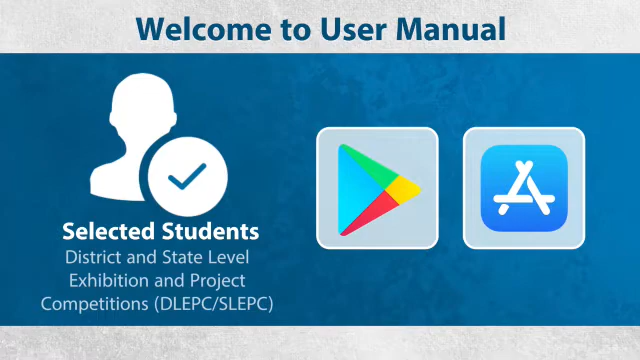 Welcome to User Manual
Selected Students
District and State Level
Exhibition and Project
Competitions (DLEPC/SLEPC)